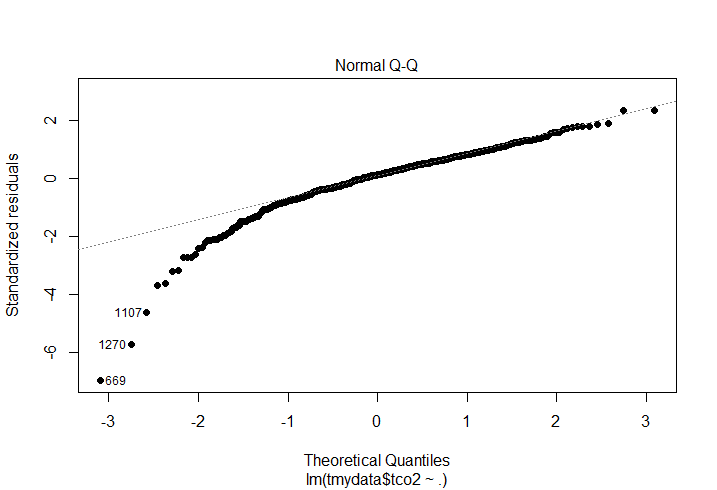 Normal Q-Q
Standardized residuals
2
0
-2
-4
-6
1107
1270
669
-3 -2 -1 0 1 2 3
Theoretical Quantiles
lm(tmydata$tco2 ~ .)